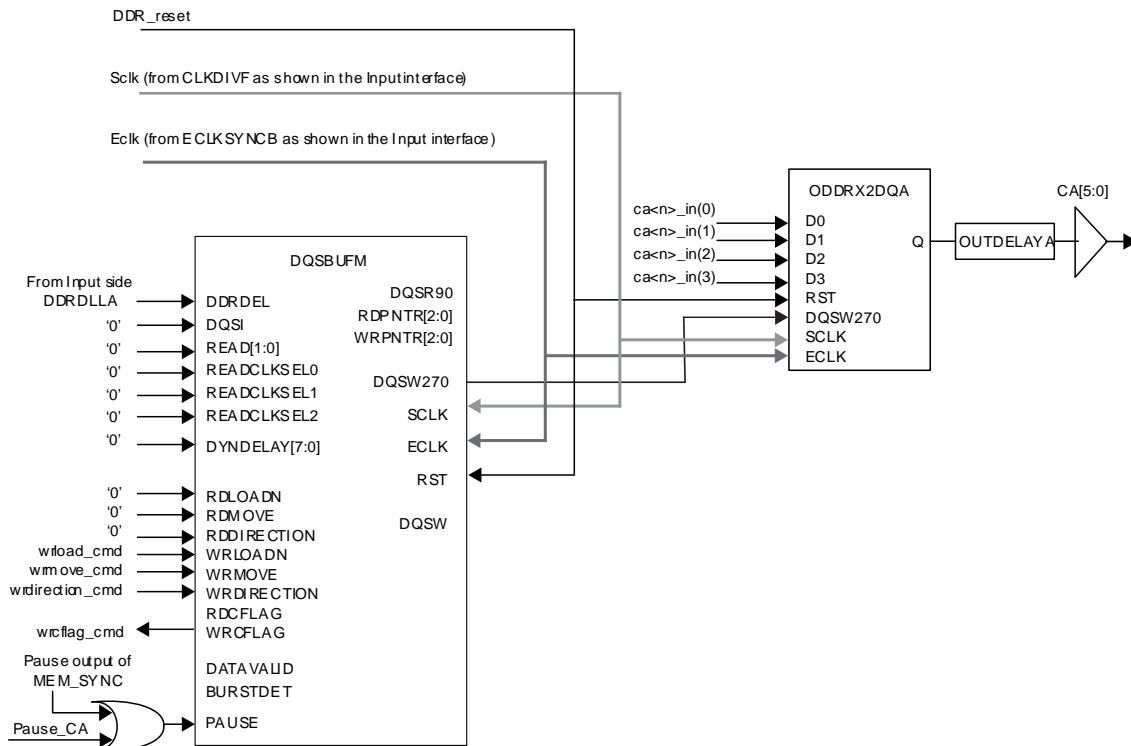 DDR_reset
Sclk (from CLKDIVF as shown in the Input interface)
Eclk (from ECLKSYNCB as shown in the Input interface)
ODDRX2DQA
CA[5:0]
ca<n>_in(0)
ca<n>_in(1)
ca<n>_in(2)
ca<n>_in(3)
D0
D1
D2
D3
RST
DQSW270
SCLK
ECLK
Q
OUTDELAYA
DQSBUFM
From Input side
DDRDLLA
'0'
'0'
'0'
'0'
'0'
'0'
'0'
'0'
'0'
wrload_cmd
wrmove_cmd
wrdirection_cmd
wrcflag_cmd
Pause output of
MEM_SYNC
Pause_CA
DDRDEL
DQSI
READ[1:0]
READCLKSEL0
READCLKSEL1
READCLKSEL2
DYNDELAY[7:0]
RDLOADN
RDMOVE
RDDIRECTION
WRLOADN
WRMOVE
WRDIRECTION
RDCFLAG
WRCFLAG
DATAVALID
BURSTDET
PAUSE
DQSR90
RDPNTR[2:0]
WRPNTR[2:0]
DQSW270
SCLK
ECLK
RST
DQSW